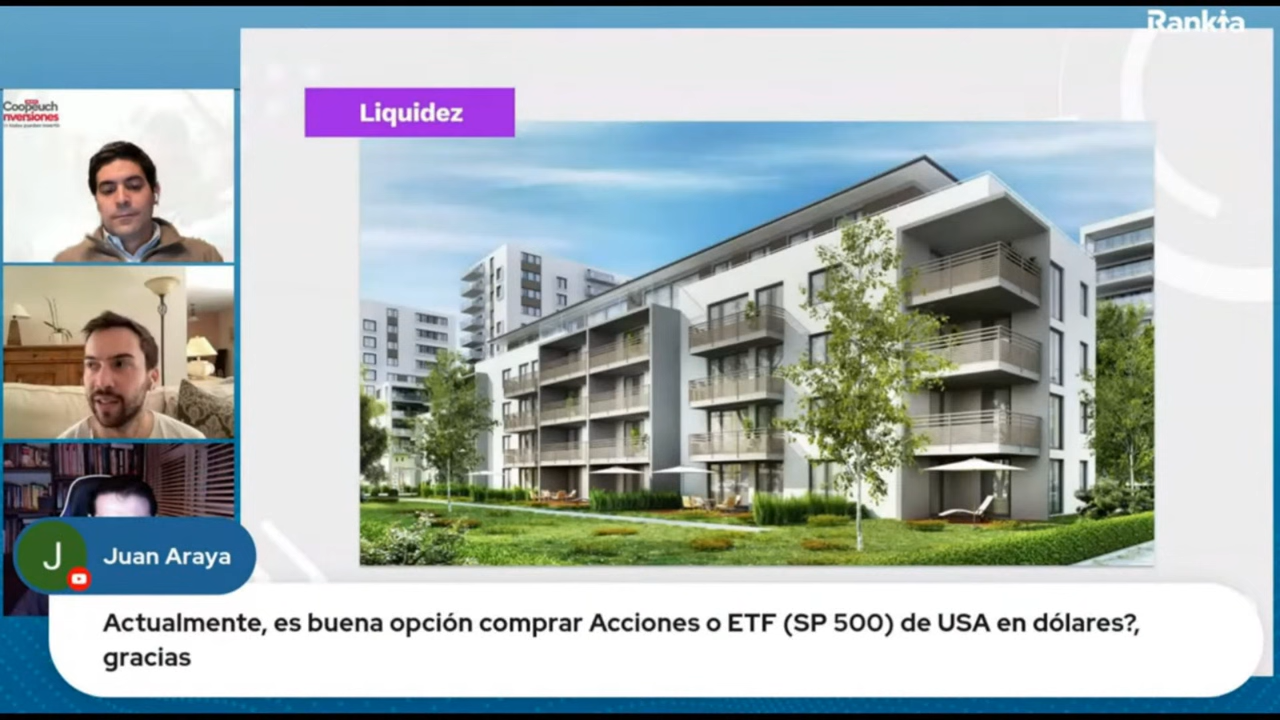 Rankia
Coopeuch
nversiones
Liquidez
J
Juan Araya
Actualmente, es buena opción comprar Acciones o ETF (SP 500) de USA en dólares?,
gracias